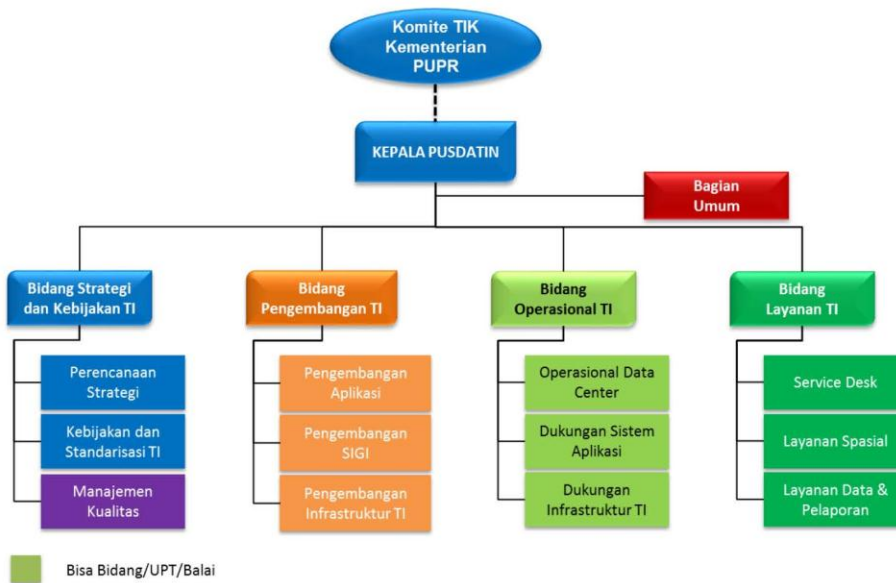 Komite TIK
Kementerian
PUPR
KEPALA PUSDATIN
Bagian
Umum
Bidang Strategi
dan Kebijakan TI
Bidang
Pengembangan TI
Bidang
Operasional TI
Bidang
Layanan TI
Perencanaan
Strategi
Pengembangan
Aplikasi
Operasional Data
Center
Service Desk
Kebijakan dan
Standarisasi TI
Pengembangan
SIGI
Dukungan Sistem
Aplikasi
Layanan Spasial
Manajemen
Kualitas
Pengembangan
Infrastruktur TI
Dukungan
Infrastruktur TI
Layanan Data &
Pelaporan
Bisa Bidang/UPT/Balai